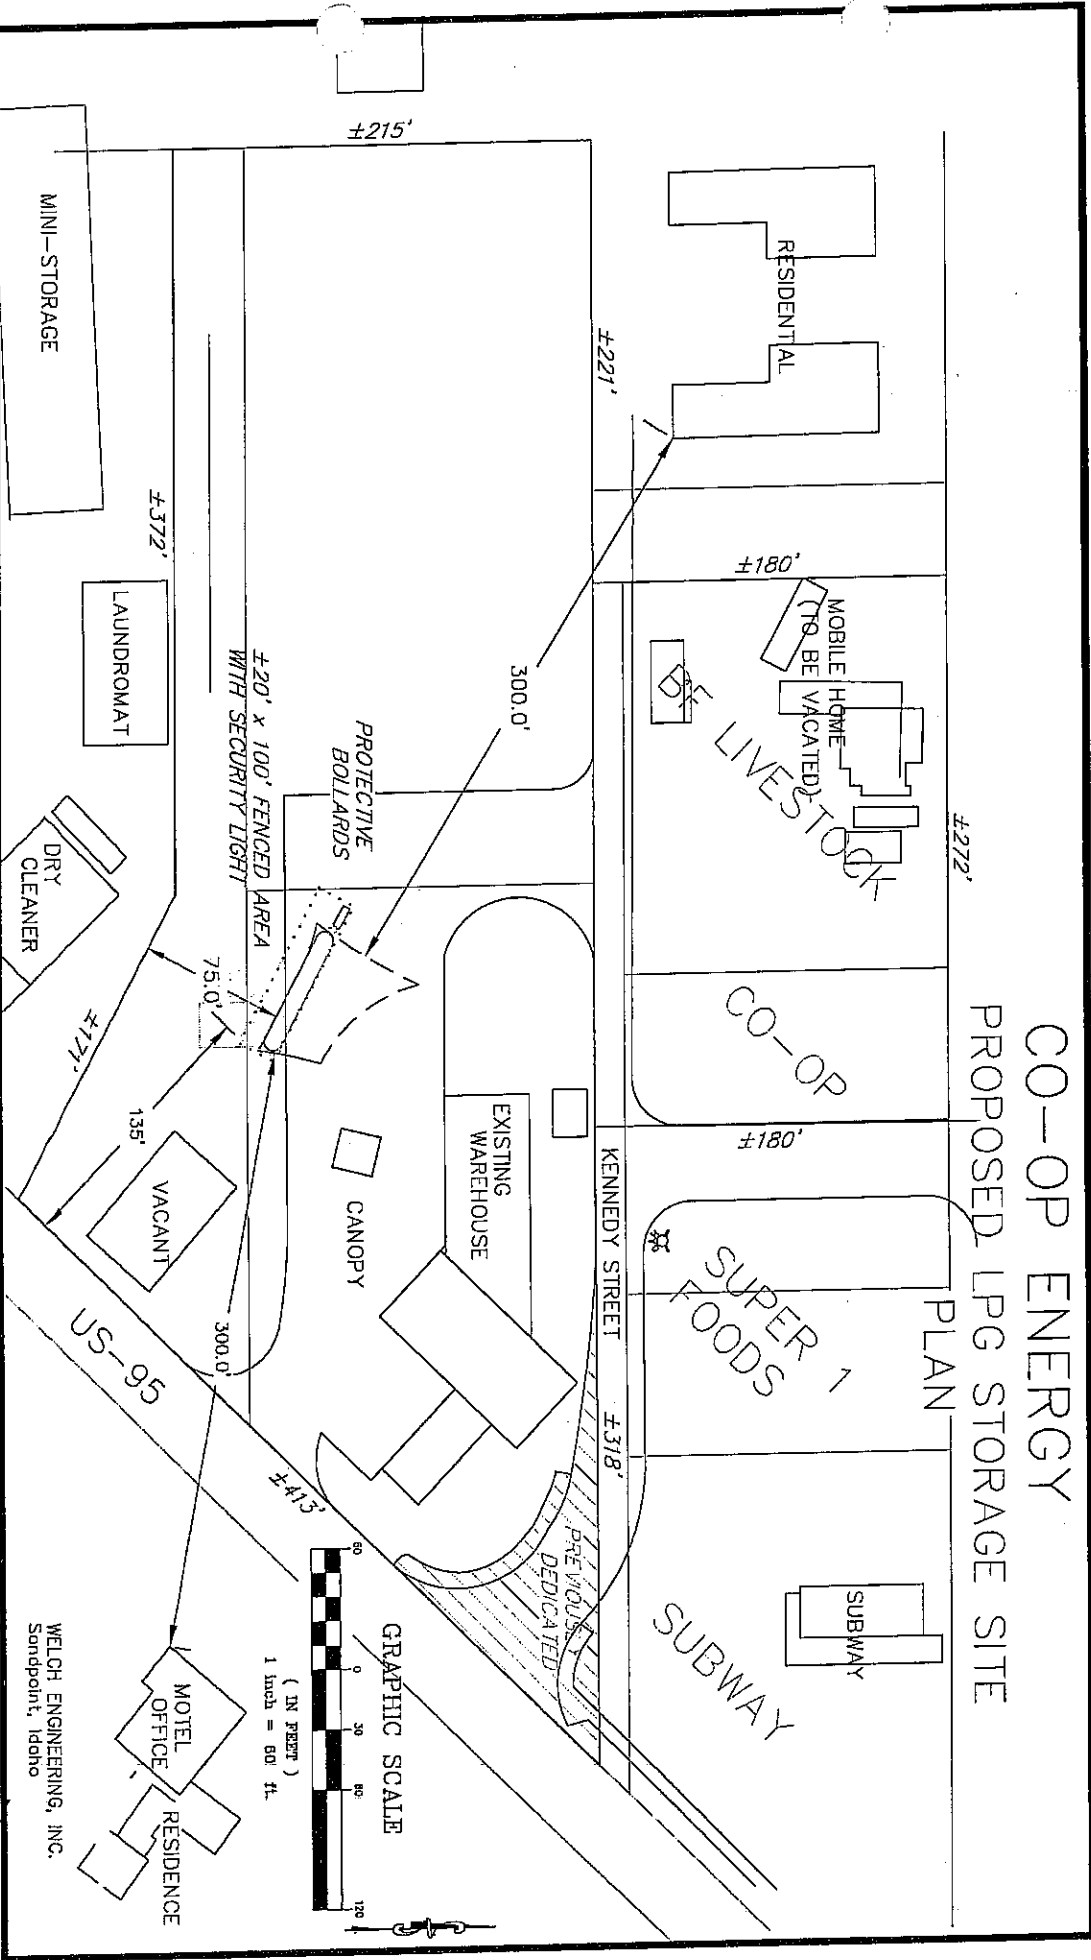 CO-OP ENERGY
PROPOSED LPG STORAGE SITE
PLAN
±215'
RESIDENTIAL
±221'
MINI-STORAGE
±372'
300.0'
±180'
MOBILE HOME
(TO BE VACATED)
DF LIVESTOCK
±272'
LAUNDROMAT
±20' x 100' FENCED AREA
WITH SECURITY LIGHT
PROTECTIVE
BOLLARDS
DRY
CLEANER
75.0'
±171'
135'
VACANT
CO-OP
±180'
EXISTING
WAREHOUSE
CANOPY
KENNEDY STREET
SUPER 1
FOODS
±318'
300.0'
US-95
±413'
PREVIOUSLY
DEDICATED
SUBWAY
SUBWAY
GRAPHIC SCALE
60 0 30 60 120
( IN FEET )
1 inch = 60' ft.
MOTEL
OFFICE
RESIDENCE
WELCH ENGINEERING, INC.
Sandpoint, Idaho